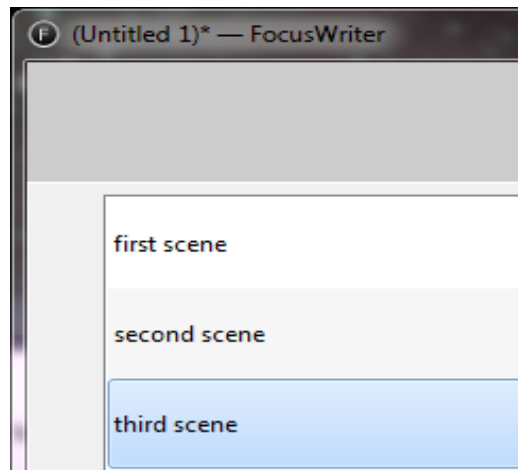 (Untitled 1)* — FocusWriter
first scene
second scene
third scene